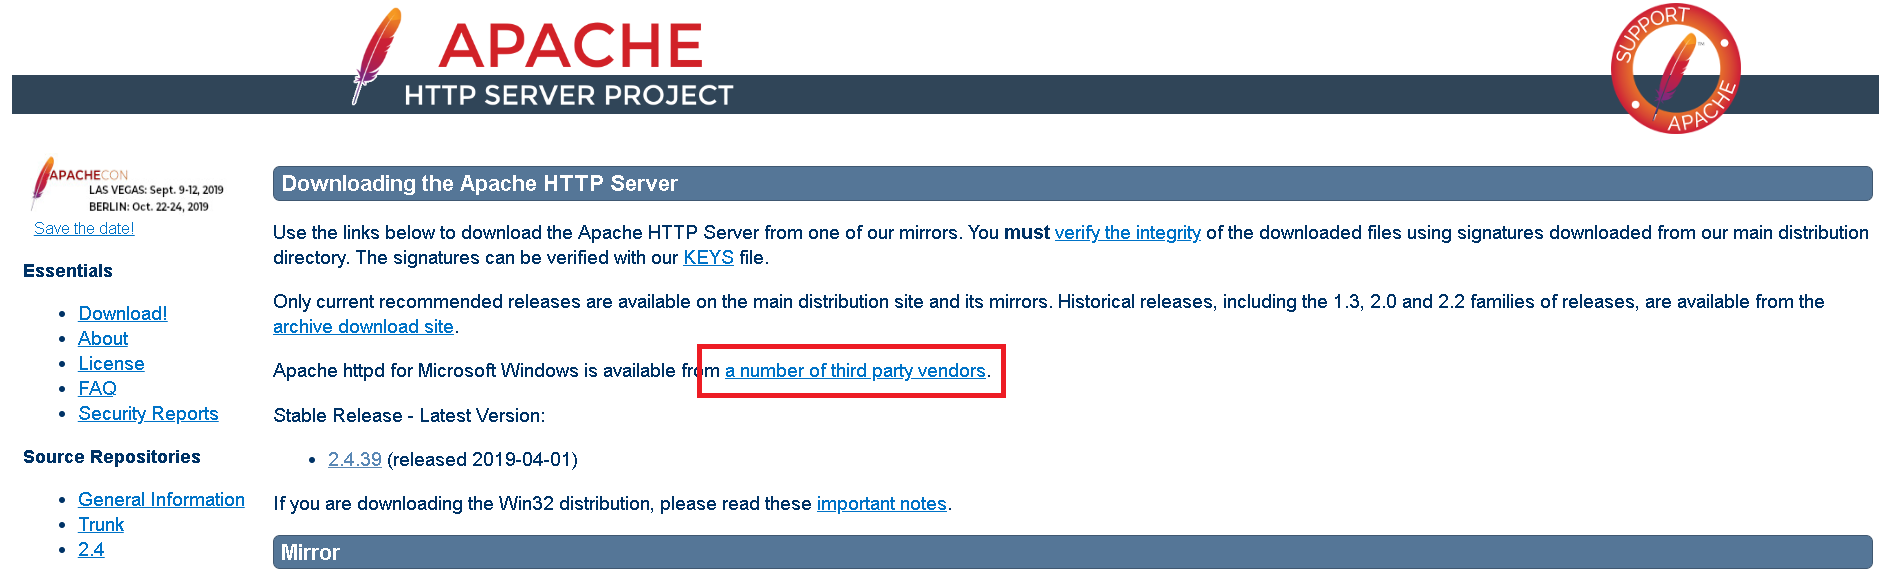 APACHE
HTTP SERVER PROJECT
SUPPORT
APACHE
APACHECON
LAS VEGAS: Sept. 9-12, 2019
BERLIN: Oct. 22-24, 2019
Save the date!
Essentials
Download!
About
License
FAQ
Security Reports
Source Repositories
General Information
Trunk
2.4
Downloading the Apache HTTP Server
Use the links below to download the Apache HTTP Server from one of our mirrors. You must verify the integrity of the downloaded files using signatures downloaded from our main distribution
directory. The signatures can be verified with our KEYS file.
Only current recommended releases are available on the main distribution site and its mirrors. Historical releases, including the 1.3, 2.0 and 2.2 families of releases, are available from the
archive download site.
Apache httpd for Microsoft Windows is available from a number of third party vendors.
Stable Release - Latest Version:
2.4.39 (released 2019-04-01)
If you are downloading the Win32 distribution, please read these important notes.
Mirror